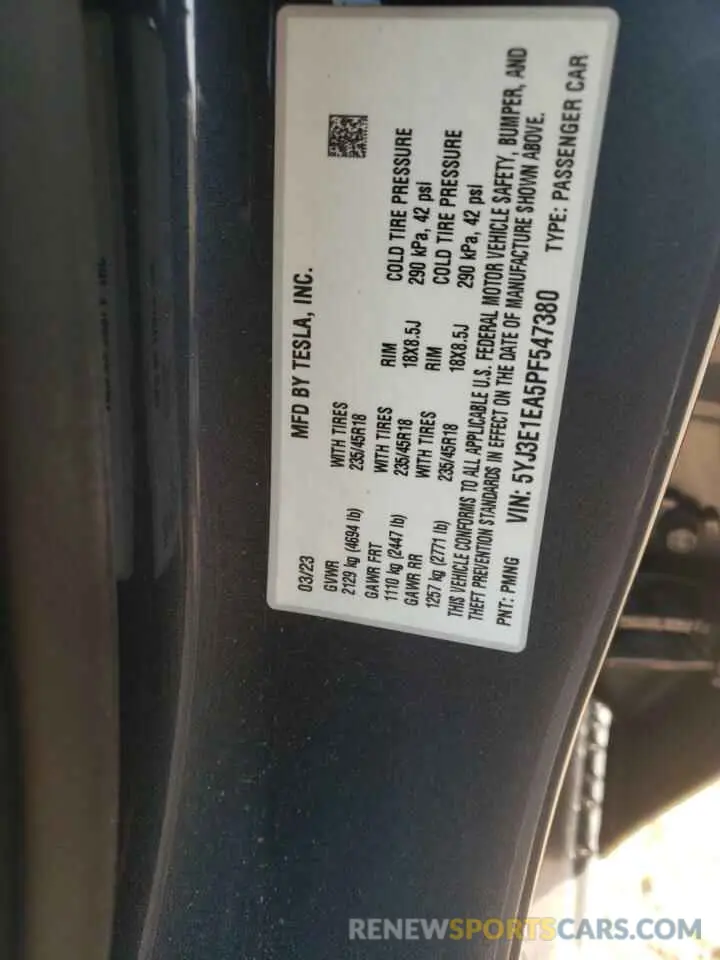 MFD BY TESLA, INC.
03/23
GVWR
2129 kg (4694 lb)
WITH TIRES
235/45R18
GAWR FRT
1110 kg (2447 lb)
WITH TIRES
235/45R18
RIM
18X8.5J
COLD TIRE PRESSURE
290 kPa, 42 psi
GAWR RR
1257 kg (2771 lb)
WITH TIRES
235/45R18
RIM
18X8.5J
COLD TIRE PRESSURE
290 kPa, 42 psi
THIS VEHICLE CONFORMS TO ALL APPLICABLE U.S. FEDERAL MOTOR VEHICLE SAFETY, BUMPER, AND
THEFT PREVENTION STANDARDS IN EFFECT ON THE DATE OF MANUFACTURE SHOWN ABOVE.
PNT: PMNG VIN: 5YJ3E1EA5PF547380 TYPE: PASSENGER CAR
RENEWSPORTSCARS.COM